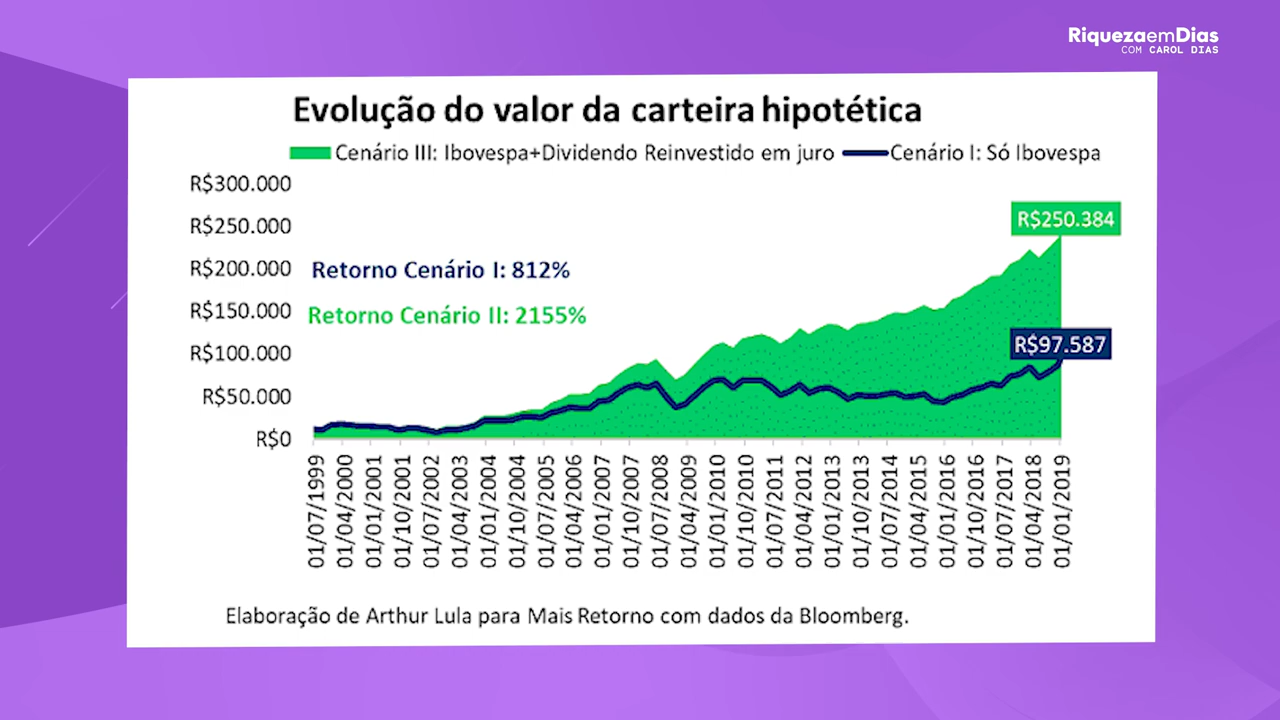 RiquezaemDias
COM CAROL DIAS
Evolução do valor da carteira hipotética
Cenário III: Ibovespa+Dividendo Reinvestido em juro
Cenário I: Só Ibovespa
R$300.000
R$250.000
R$200.000
R$150.000
R$100.000
R$50.000
R$0
Retorno Cenário I: 812%
Retorno Cenário II: 2155%
R$250.384
R$97.587
01/07/1999
01/04/2000
01/01/2001
01/10/2001
01/07/2002
01/04/2003
01/01/2004
01/10/2004
01/07/2005
01/04/2006
01/01/2007
01/10/2007
01/07/2008
01/04/2009
01/01/2010
01/10/2010
01/07/2011
01/04/2012
01/01/2013
01/10/2013
01/07/2014
01/04/2015
01/01/2016
01/10/2016
01/07/2017
01/04/2018
01/01/2019
Elaboração de Arthur Lula para Mais Retorno com dados da Bloomberg.